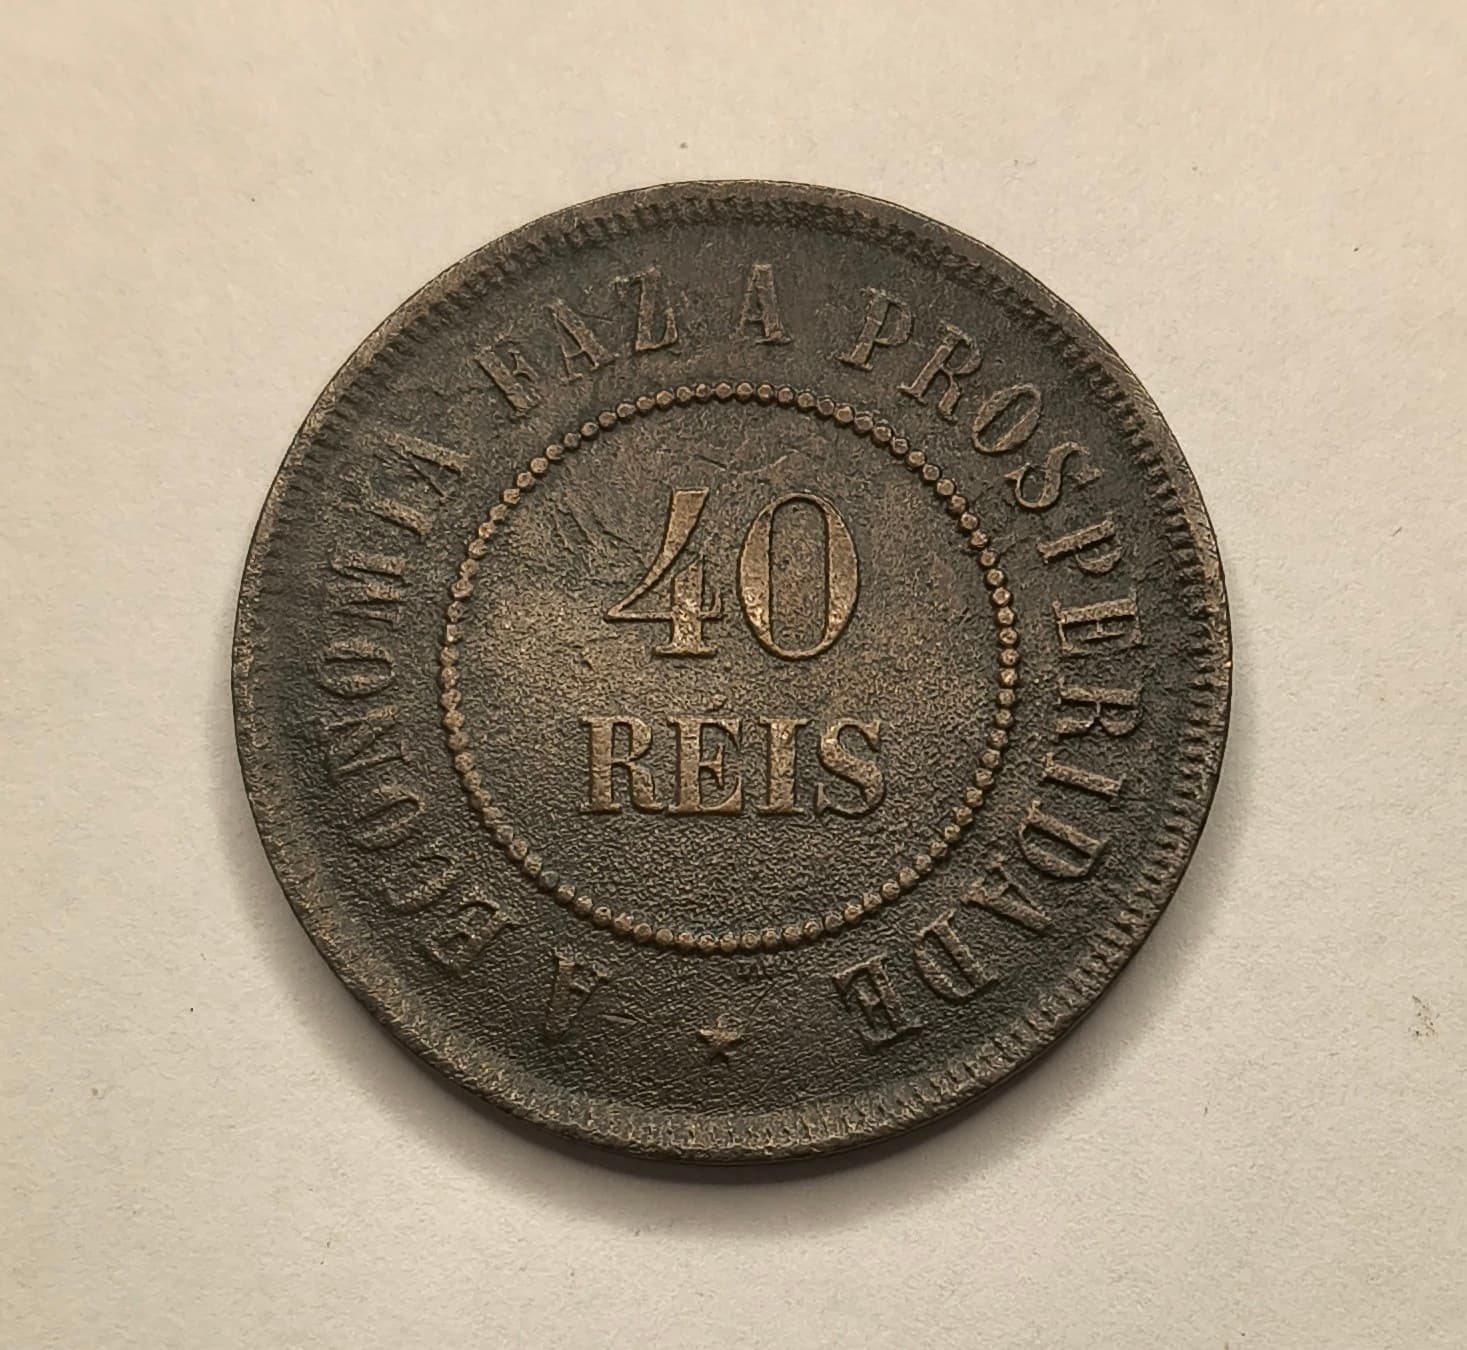 A ECONOMIA FAZ A PROSPERIDADE
40
RÉIS